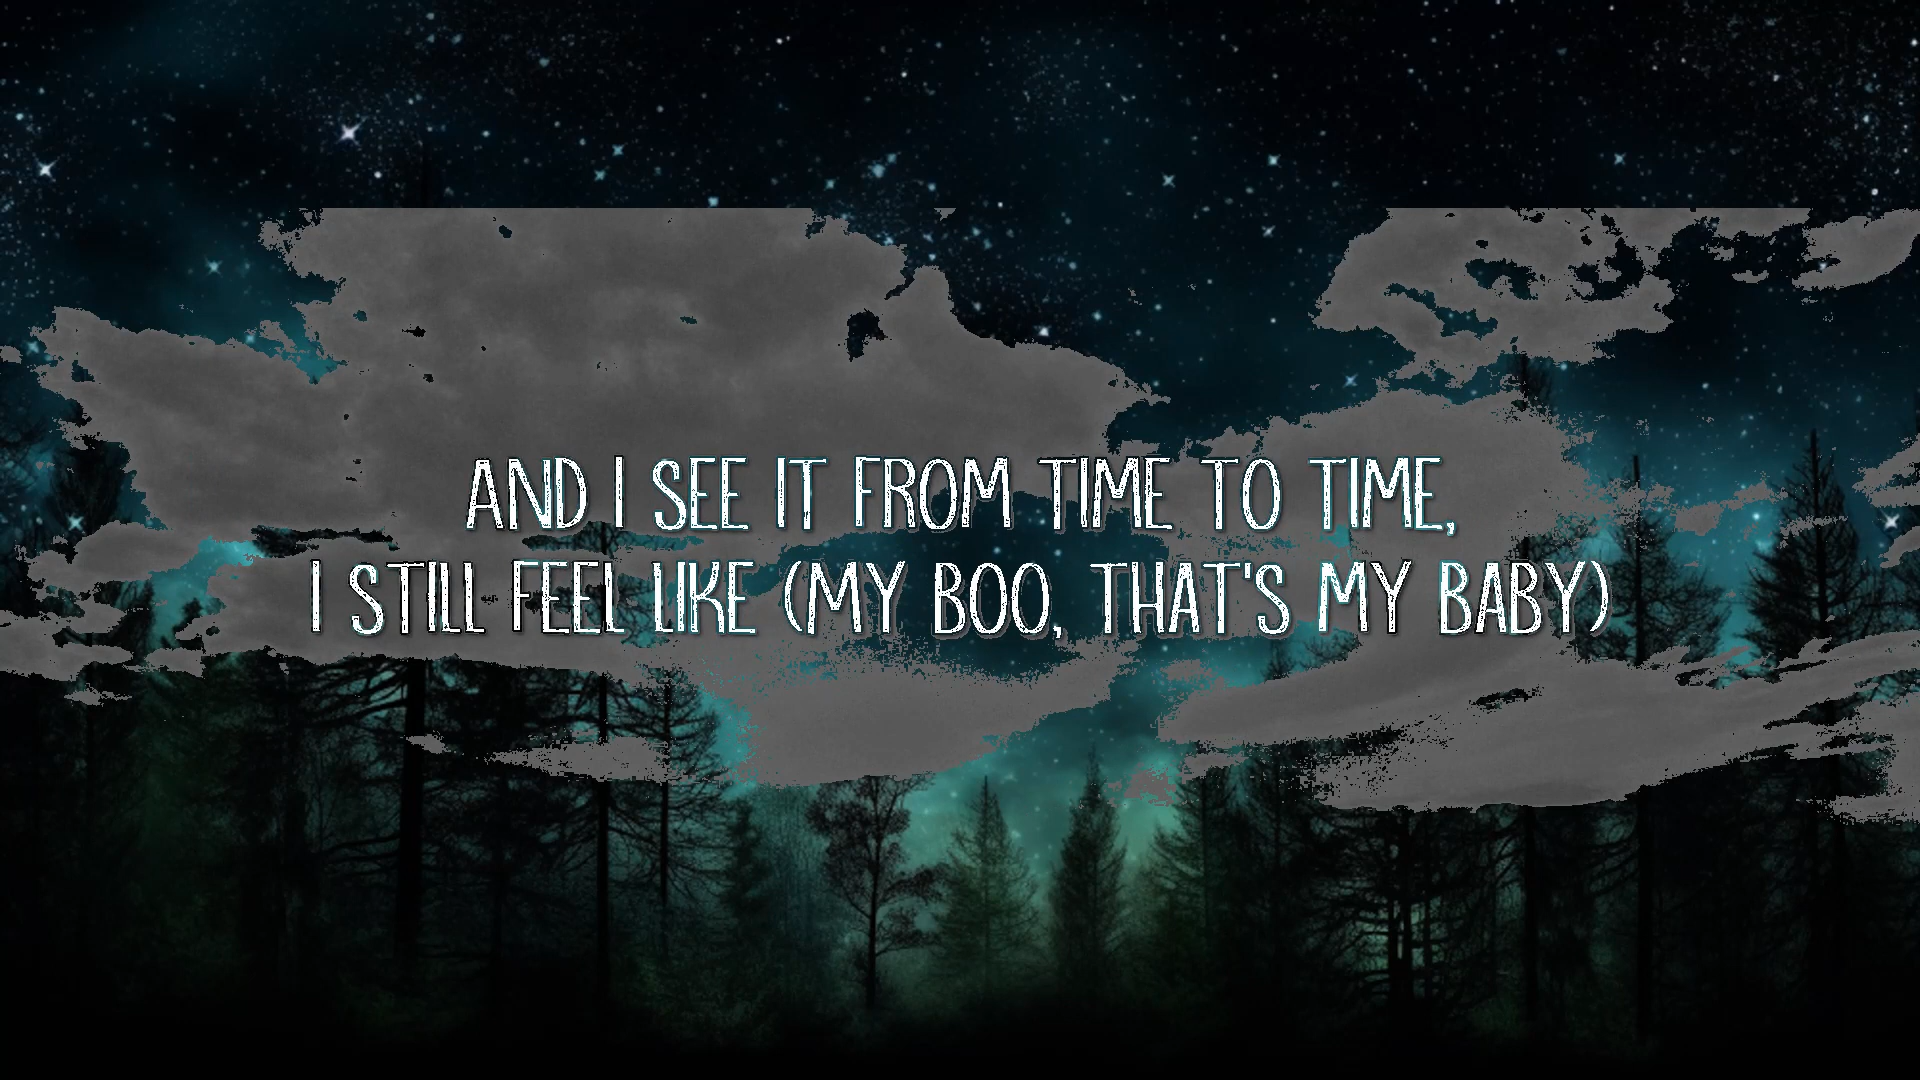 AND I SEE IT FROM TIME TO TIME,
I STILL FEEL LIKE (MY BOO, THAT'S MY BABY)